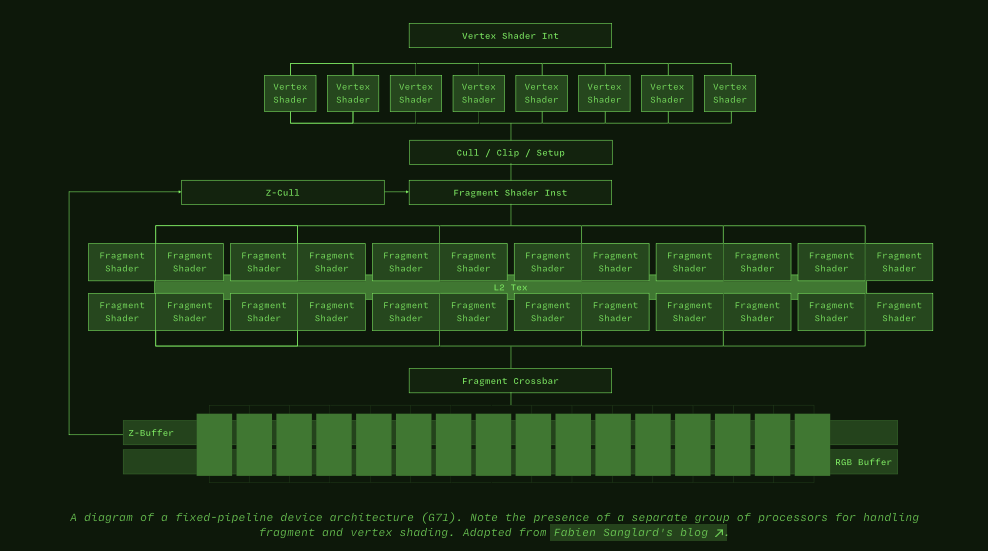 Vertex Shader Int
Vertex Vertex Vertex Vertex Vertex Vertex Vertex Vertex
Shader Shader Shader Shader Shader Shader Shader Shader
Cull / Clip / Setup
Z-Cull Fragment Shader Inst
Fragment Fragment Fragment Fragment Fragment Fragment Fragment Fragment Fragment Fragment Fragment Fragment
Shader Shader Shader Shader Shader Shader Shader Shader Shader Shader Shader Shader
L2 Tex
Fragment Fragment Fragment Fragment Fragment Fragment Fragment Fragment Fragment Fragment Fragment Fragment
Shader Shader Shader Shader Shader Shader Shader Shader Shader Shader Shader Shader
Fragment Crossbar
Z-Buffer
RGB Buffer
A diagram of a fixed-pipeline device architecture (G71). Note the presence of a separate group of processors for handling
fragment and vertex shading. Adapted from Fabien Sanglard's blog ↗.